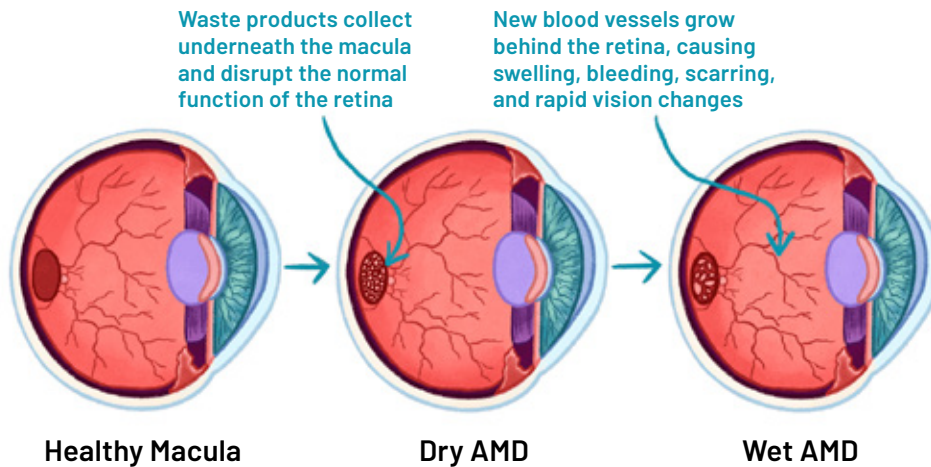 Waste products collect
underneath the macula
and disrupt the normal
function of the retina
New blood vessels grow
behind the retina, causing
swelling, bleeding, scarring,
and rapid vision changes
Healthy Macula
Dry AMD
Wet AMD